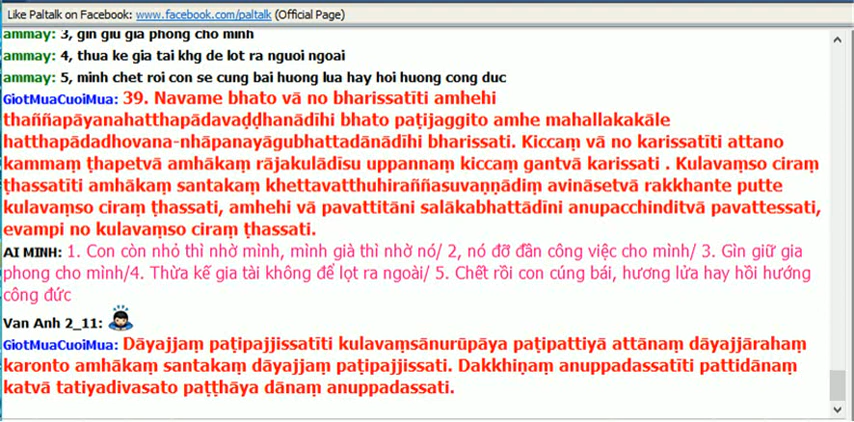 Like Paltalk on Facebook: www.facebook.com/paltalk (Official Page)
ammay: 3, gin giu gia phong cho minh
ammay: 4, thua ke gia tai khg de lot ra nguoi ngoai
ammay: 5, minh chet roi con se cung bai huong lua hay hoi huong cong duc
GiotMuaCuoiMua: 39. Navame bhato vā no bharissatīti amhehi
thaññapāyanahatthapādavaḍḍhanādīhi bhato paṭijaggito amhe mahallakakāle
hatthapādadhovana-nhāpanayāgubhattadānādīhi bharissati. Kiccaṃ vā no karissatīti attano
kammaṃ ṭhapetvā amhākaṃ rājakulādīsu uppannaṃ kiccaṃ gantvā karissati . Kulavaṃso ciraṃ
ṭhassatīti amhākaṃ santakaṃ khettavatthuhiraññasuvaṇṇādiṃ avināsetvā rakkhante putte
kulavaṃso ciraṃ ṭhassati, amhehi vā pavattitāni salākabhattādīni anupacchinditvā pavattessati,
evampi no kulavaṃso ciraṃ ṭhassati.
AI MINH: 1. Con còn nhỏ thì nhờ mình, mình già thì nhờ nó/ 2, nó đỡ đần công việc cho mình/ 3. Gìn giữ gia
phong cho mình/4. Thừa kế gia tài không để lọt ra ngoài/ 5. Chết rồi con cúng bái, hương lửa hay hồi hướng
công đức
Van Anh 2_11:
GiotMuaCuoiMua: Dāyajjaṃ paṭipajjissatīti kulavaṃsānurūpāya paṭipattiyā attānaṃ dāyajjārahaṃ
karonto amhākaṃ santakaṃ dāyajjaṃ paṭipajjissati. Dakkhiṇaṃ anuppadassatīti pattidānaṃ
katvā tatiyadivasato paṭṭhāya dānaṃ anuppadassati.